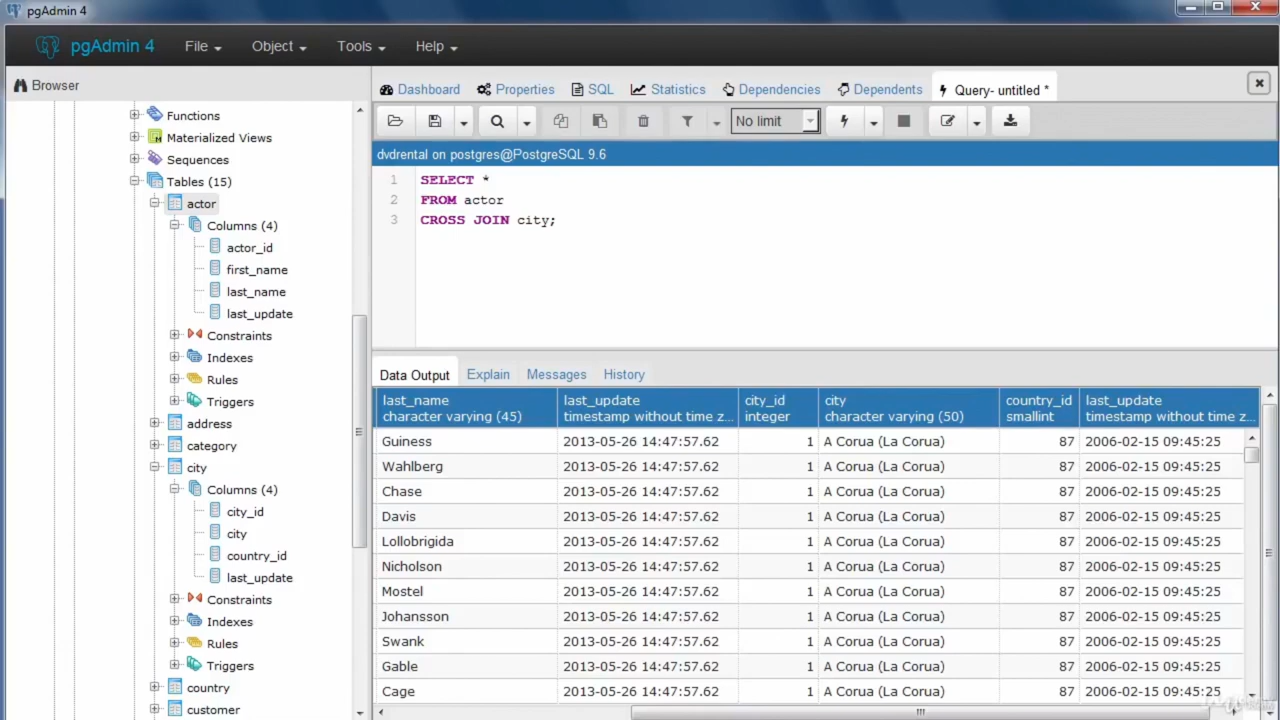 pgAdmin 4
pgAdmin 4 File Object Tools Help
Browser
Functions
Materialized Views
Sequences
Tables (15)
actor
Columns (4)
actor_id
first_name
last_name
last_update
Constraints
Indexes
Rules
Triggers
address
category
city
Columns (4)
city_id
city
country_id
last_update
Constraints
Indexes
Rules
Triggers
country
customer
Dashboard Properties SQL Statistics Dependencies Dependents Query- untitled *
No limit
dvdrental on postgres@PostgreSQL 9.6
1 SELECT *
2 FROM actor
3 CROSS JOIN city;
Data Output Explain Messages History
last_name last_update city_id city country_id last_update
character varying (45) timestamp without time z... integer character varying (50) smallint timestamp without time z...
Guiness 2013-05-26 14:47:57.62 1 A Corua (La Corua) 87 2006-02-15 09:45:25
Wahlberg 2013-05-26 14:47:57.62 1 A Corua (La Corua) 87 2006-02-15 09:45:25
Chase 2013-05-26 14:47:57.62 1 A Corua (La Corua) 87 2006-02-15 09:45:25
Davis 2013-05-26 14:47:57.62 1 A Corua (La Corua) 87 2006-02-15 09:45:25
Lollobrigida 2013-05-26 14:47:57.62 1 A Corua (La Corua) 87 2006-02-15 09:45:25
Nicholson 2013-05-26 14:47:57.62 1 A Corua (La Corua) 87 2006-02-15 09:45:25
Mostel 2013-05-26 14:47:57.62 1 A Corua (La Corua) 87 2006-02-15 09:45:25
Johansson 2013-05-26 14:47:57.62 1 A Corua (La Corua) 87 2006-02-15 09:45:25
Swank 2013-05-26 14:47:57.62 1 A Corua (La Corua) 87 2006-02-15 09:45:25
Gable 2013-05-26 14:47:57.62 1 A Corua (La Corua) 87 2006-02-15 09:45:25
Cage 2013-05-26 14:47:57.62 1 A Corua (La Corua) 87 2006-02-15 09:45:25